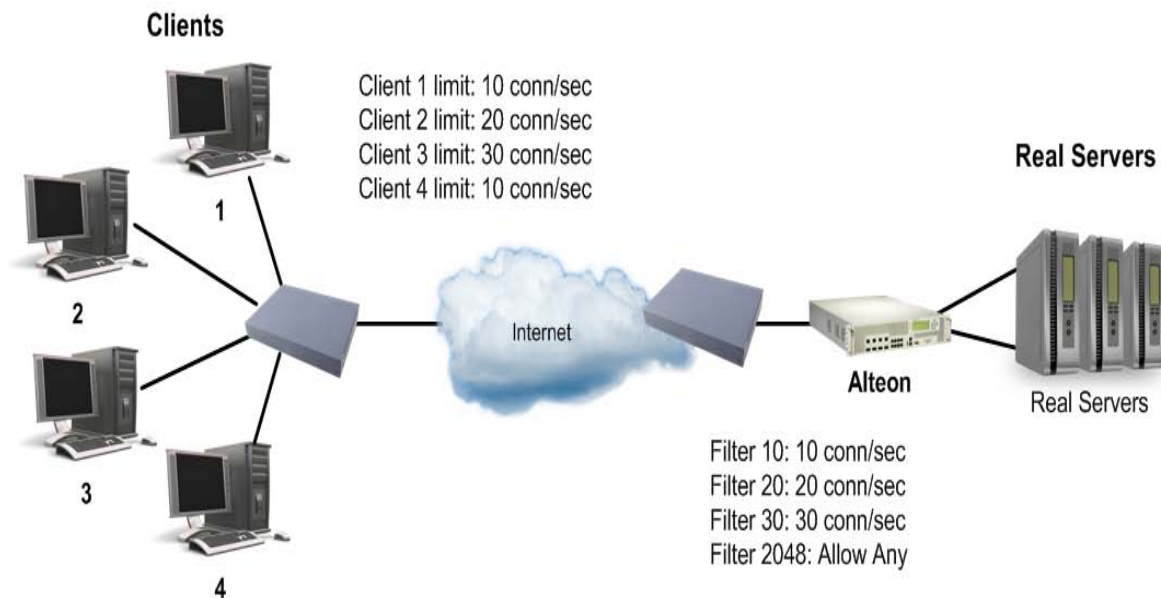 Clients
Client 1 limit: 10 conn/sec
Client 2 limit: 20 conn/sec
Client 3 limit: 30 conn/sec
Client 4 limit: 10 conn/sec
1
2
3
4
Internet
Real Servers
Alteon
Real Servers
Filter 10: 10 conn/sec
Filter 20: 20 conn/sec
Filter 30: 30 conn/sec
Filter 2048: Allow Any